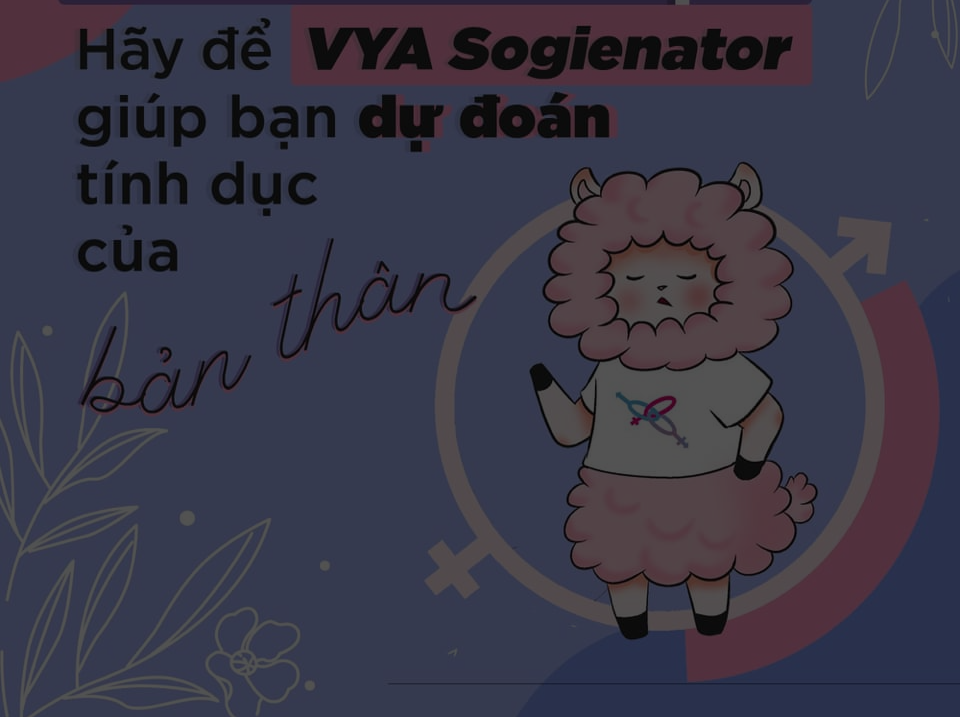 Hãy để VYA Sogienator
giúp bạn dự đoán
tính dục
của
bản thân